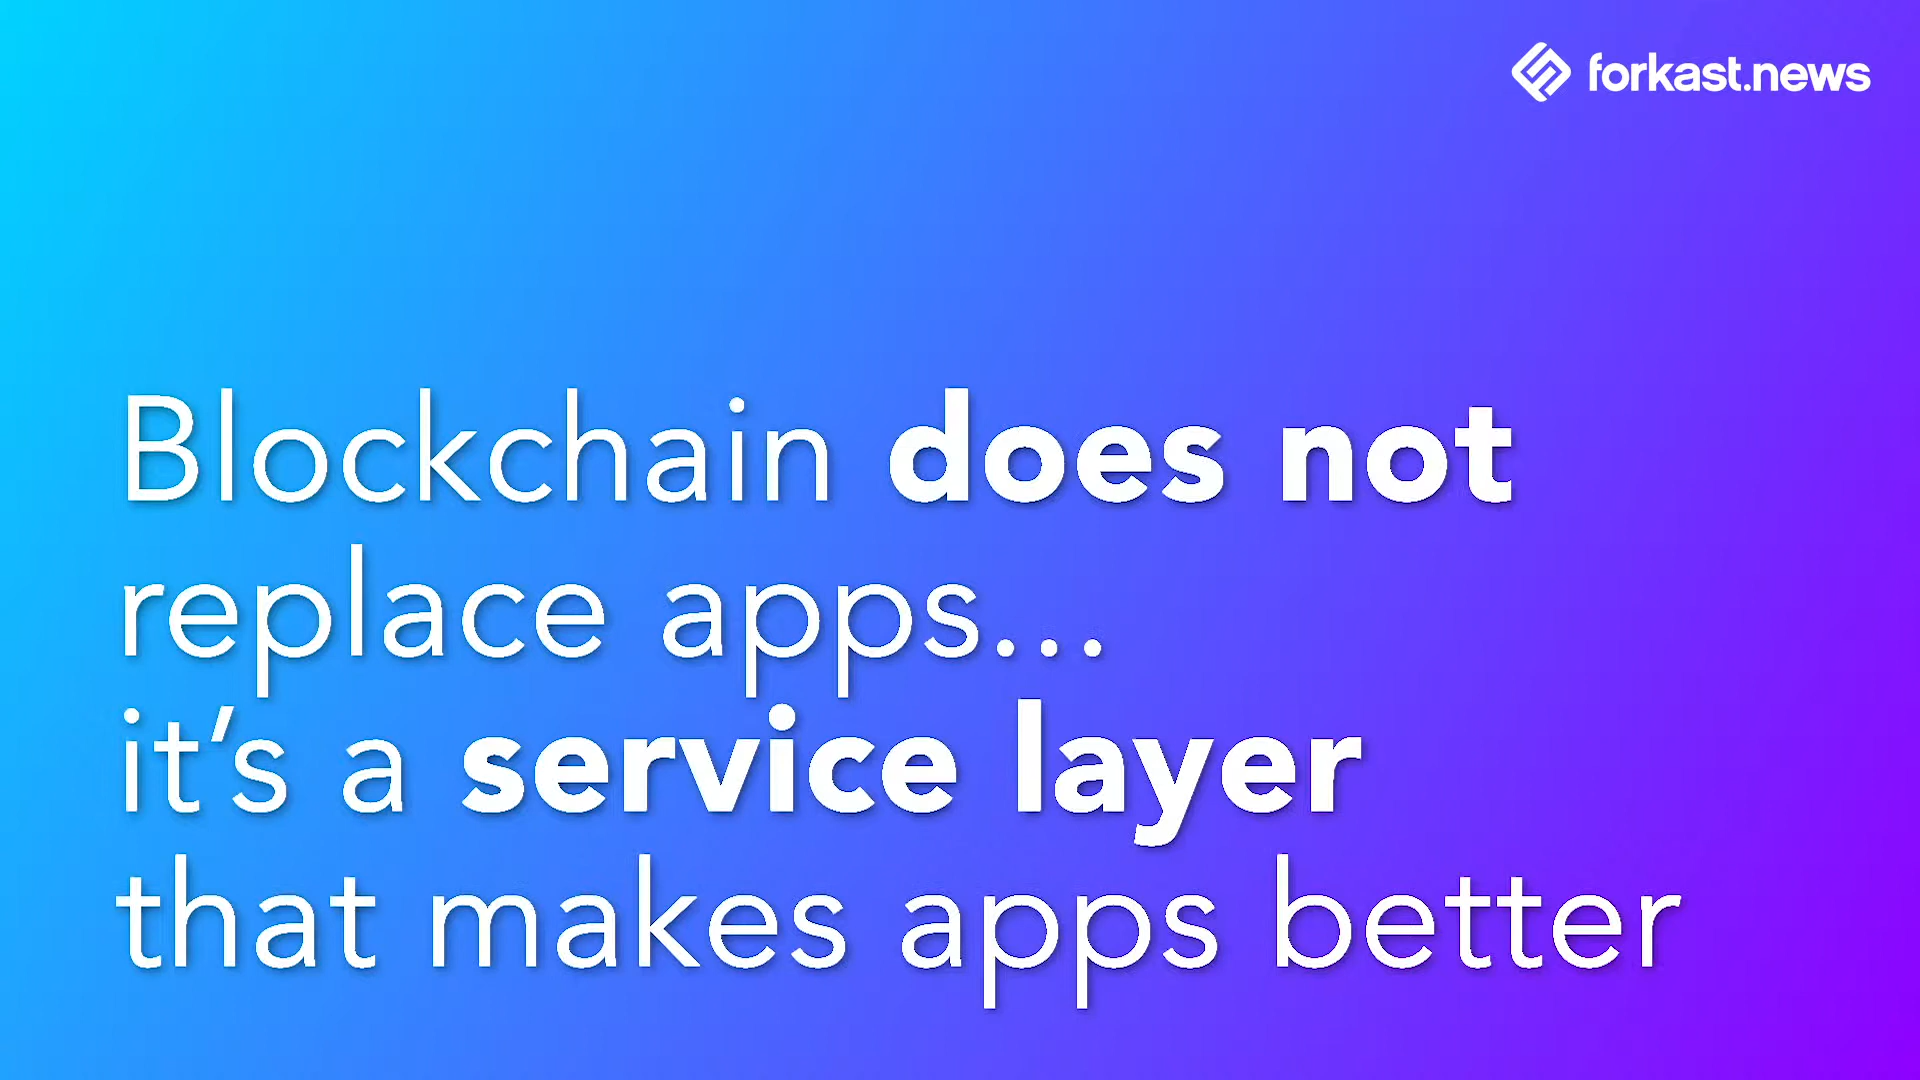 forkast.news
Blockchain does not
replace apps...
it’s a service layer
that makes apps better